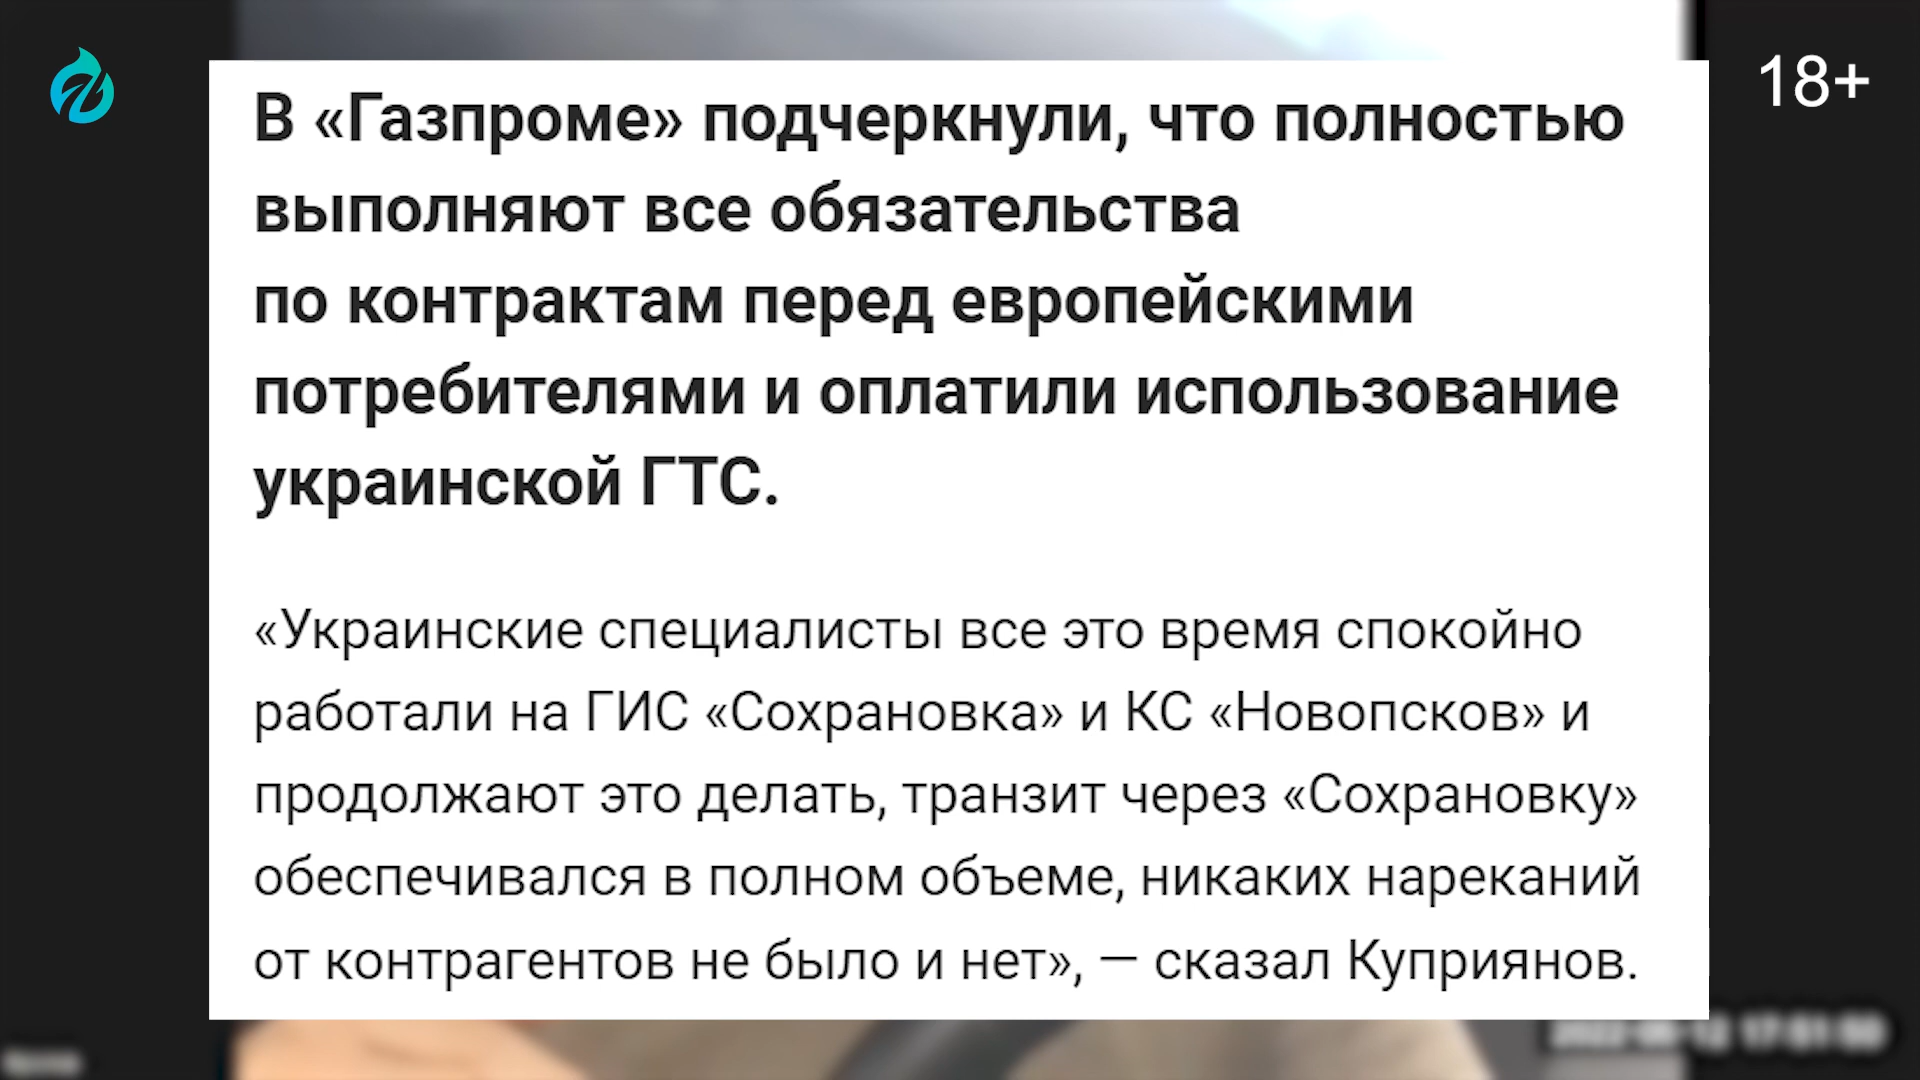 18+
В «Газпроме» подчеркнули, что полностью
выполняют все обязательства
по контрактам перед европейскими
потребителями и оплатили использование
украинской ГТС.
«Украинские специалисты все это время спокойно
работали на ГИС «Сохрановка» и КС «Новопсков» и
продолжают это делать, транзит через «Сохрановку»
обеспечивался в полном объеме, никаких нареканий
от контрагентов не было и нет», — сказал Куприянов.